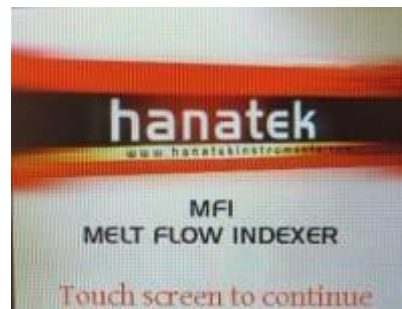 hanatek
www.hanatekinstruments.com
MFI
MELT FLOW INDEXER
Touch screen to continue